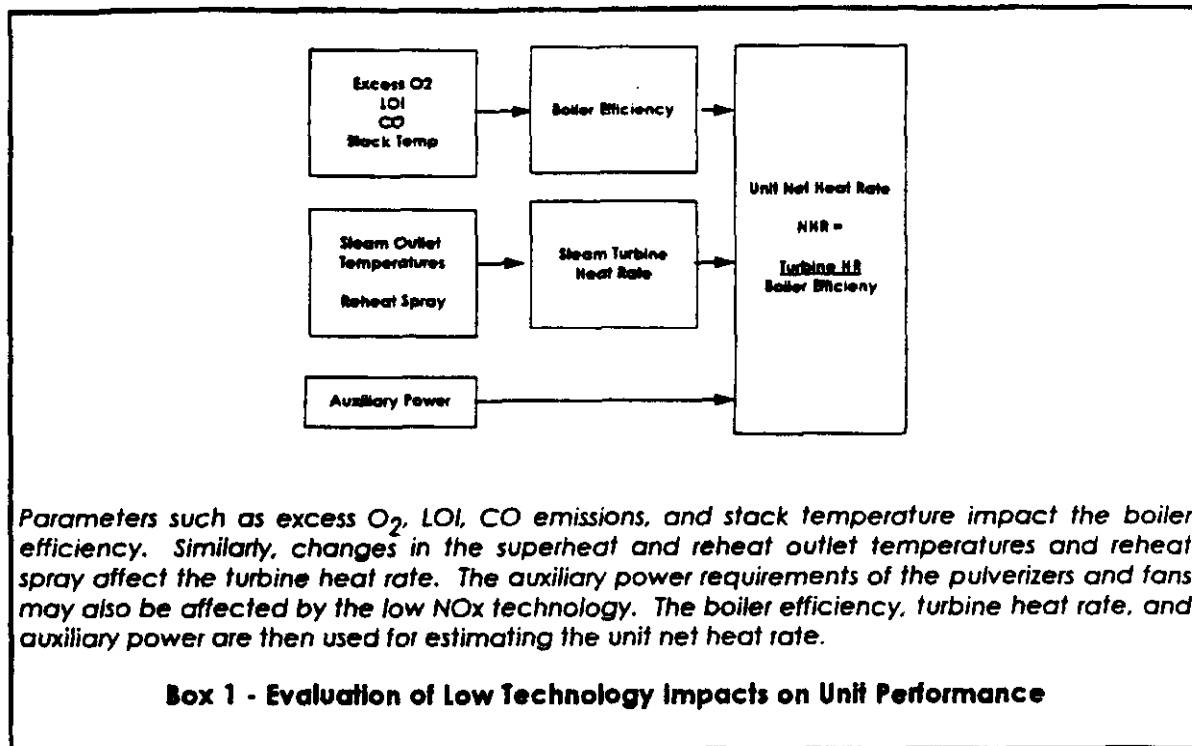 Excess O2
LOI
CO
Stack Temp
Boiler Efficiency
Unit Net Heat Rate
NHR =
Turbine HR
Boiler Efficieny
Steam Outlet
Temperatures
Reheat Spray
Steam Turbine
Heat Rate
Auxiliary Power
Parameters such as excess O2, LOI, CO emissions, and stack temperature impact the boiler
efficiency. Similarly, changes in the superheat and reheat outlet temperatures and reheat
spray affect the turbine heat rate. The auxiliary power requirements of the pulverizers and fans
may also be affected by the low NOx technology. The boiler efficiency, turbine heat rate, and
auxiliary power are then used for estimating the unit net heat rate.
Box 1 - Evaluation of Low Technology Impacts on Unit Performance